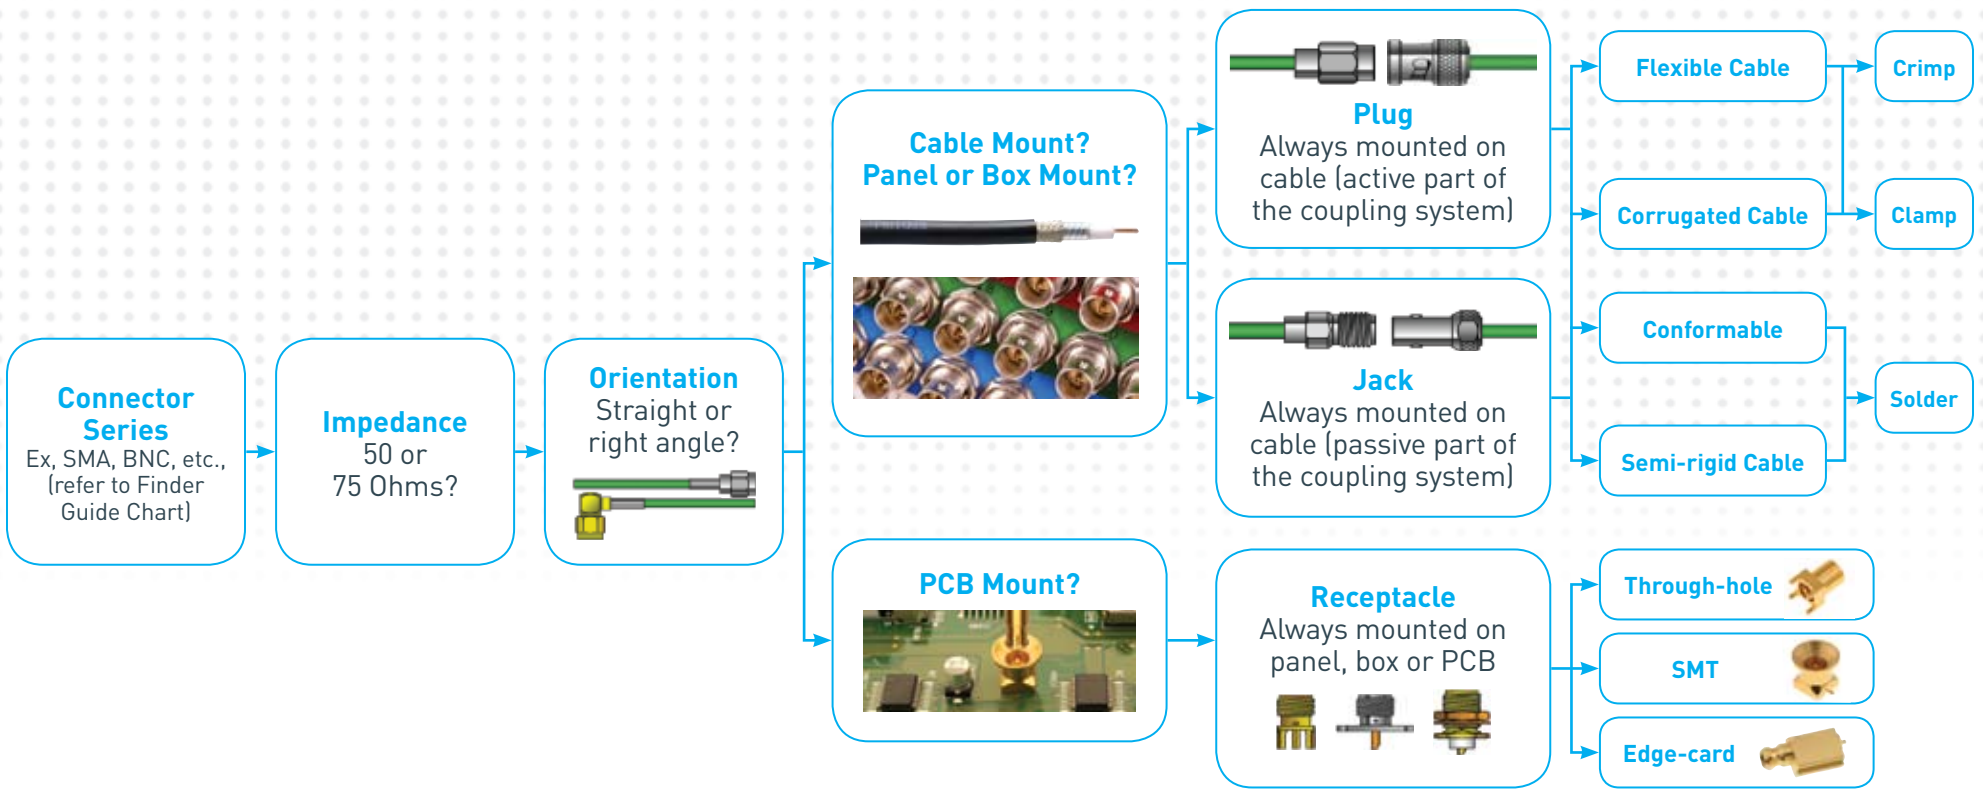 Connector
Series
Ex, SMA, BNC, etc.,
(refer to Finder
Guide Chart)
Impedance
50 or
75 Ohms?
Orientation
Straight or
right angle?
Cable Mount?
Panel or Box Mount?
PCB Mount?
Plug
Always mounted on
cable (active part of
the coupling system)
Jack
Always mounted on
cable (passive part of
the coupling system)
Receptacle
Always mounted on
panel, box or PCB
Flexible Cable
Corrugated Cable
Conformable
Semi-rigid Cable
Crimp
Clamp
Solder
Through-hole
SMT
Edge-card